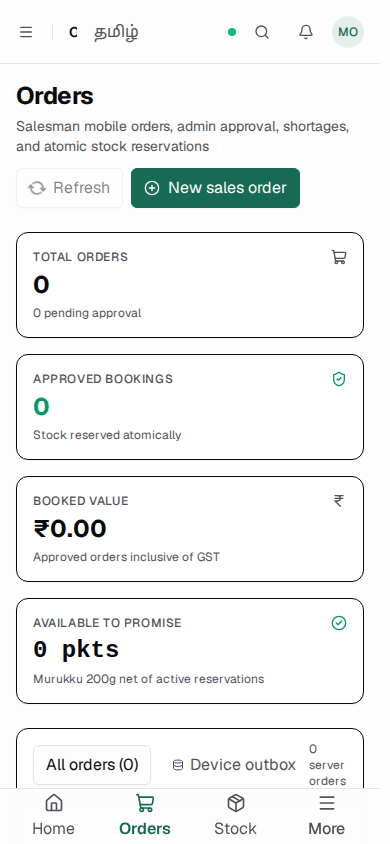 தமிழ்
MO
Orders
Salesman mobile orders, admin approval, shortages,
and atomic stock reservations
Refresh
New sales order
TOTAL ORDERS
0
0 pending approval
APPROVED BOOKINGS
0
Stock reserved atomically
BOOKED VALUE
₹
₹0.00
Approved orders inclusive of GST
AVAILABLE TO PROMISE
0 pkts
Murukku 200g net of active reservations
All orders (0)
Device outbox
0
server
orders
Home
Orders
Stock
More